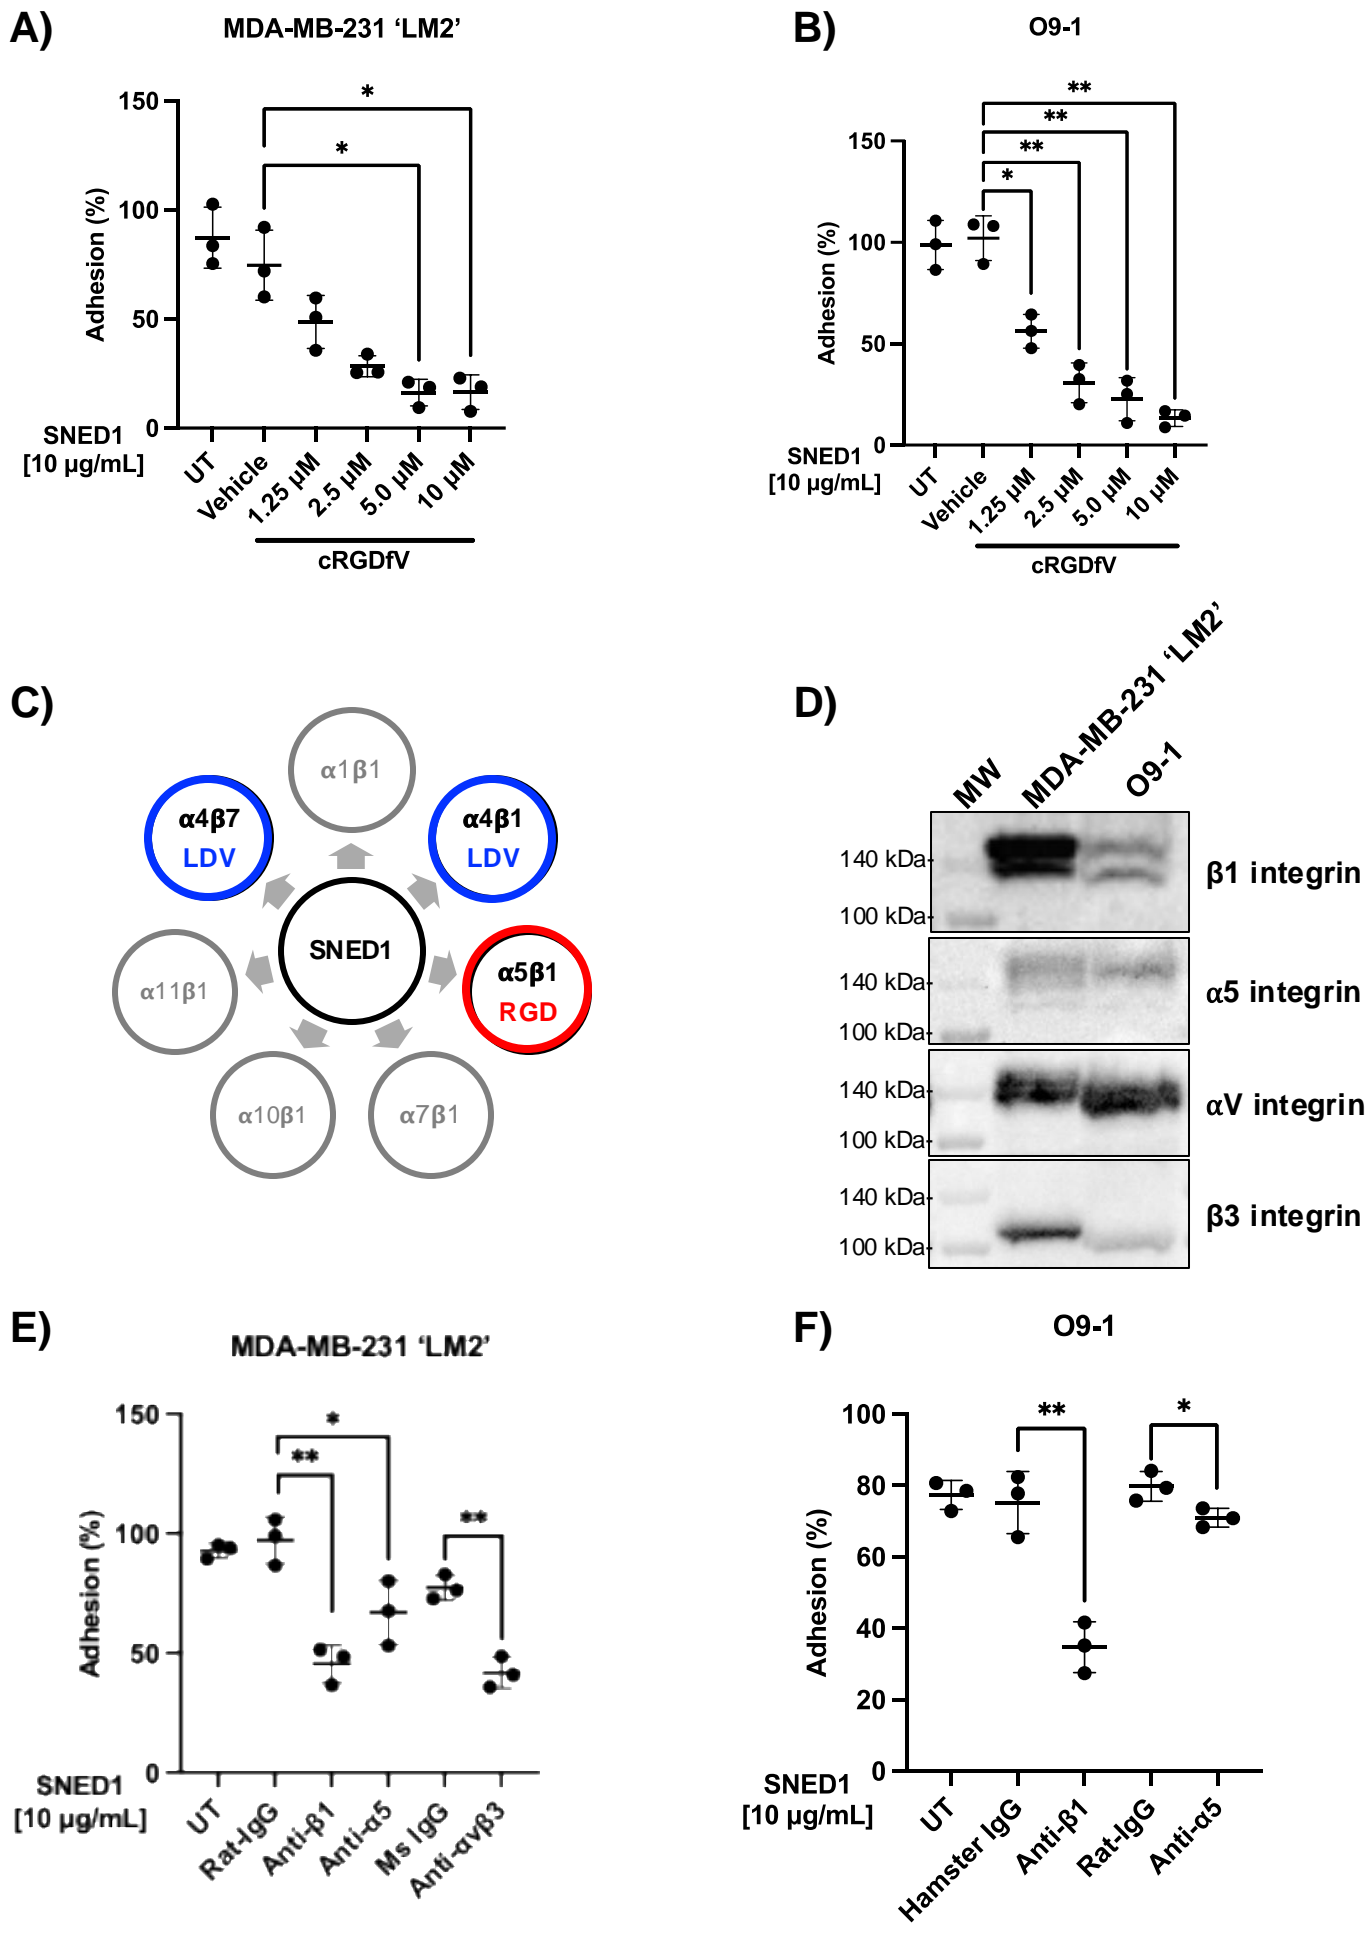 A)
MDA-MB-231 ‘LM2’
*
*
150
100
50
0
Adhesion (%)
SNED1
[10 µg/mL]
UT
Vehicle
1.25 µM
2.5 µM
5.0 µM
10 µM
cRGDfV
B)
O9-1
**
**
**
*
150
100
50
0
Adhesion (%)
SNED1
[10 µg/mL]
UT
Vehicle
1.25 µM
2.5 µM
5.0 µM
10 µM
cRGDfV
C)
α1β1
α4β7
LDV
α4β1
LDV
SNED1
α11β1
α5β1
RGD
α10β1
α7β1
D)
MW
MDA-MB-231 ‘LM2’
O9-1
140 kDa
100 kDa
β1 integrin
140 kDa
100 kDa
α5 integrin
140 kDa
100 kDa
αV integrin
140 kDa
100 kDa
β3 integrin
E)
MDA-MB-231 ‘LM2’
*
**
**
150
100
50
0
Adhesion (%)
SNED1
[10 µg/mL]
UT
Rat-IgG
Anti-β1
Anti-α5
Ms IgG
Anti-αvβ3
F)
O9-1
**
*
100
80
60
40
20
0
Adhesion (%)
SNED1
[10 µg/mL]
UT
Hamster IgG
Anti-β1
Rat-IgG
Anti-α5